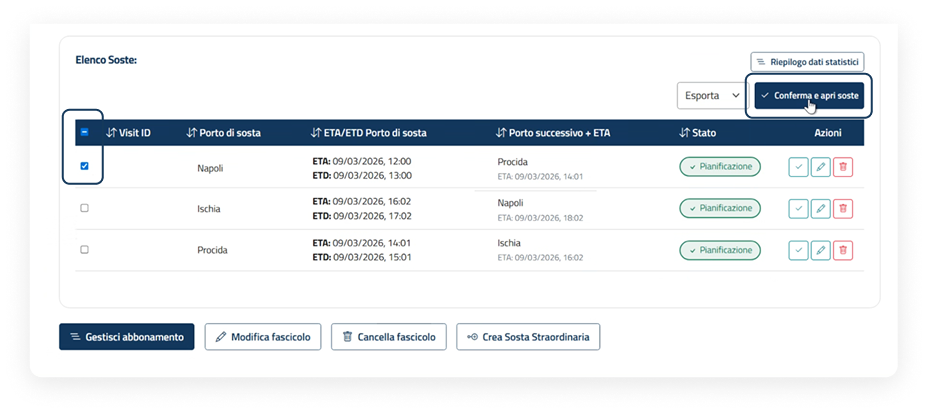 Elenco Soste:
Riepilogo dati statistici
Esporta
Conferma e apri soste
Visit ID
Porto di sosta
ETA/ETD Porto di sosta
Porto successivo + ETA
Stato
Azioni
Napoli
ETA: 09/03/2026, 12:00
ETD: 09/03/2026, 13:00
Procida
ETA: 09/03/2026, 14:01
Pianificazione
Ischia
ETA: 09/03/2026, 16:02
ETD: 09/03/2026, 17:02
Napoli
ETA: 09/03/2026, 18:02
Pianificazione
Procida
ETA: 09/03/2026, 14:01
ETD: 09/03/2026, 15:01
Ischia
ETA: 09/03/2026, 16:02
Pianificazione
Gestisci abbonamento
Modifica fascicolo
Cancella fascicolo
Crea Sosta Straordinaria